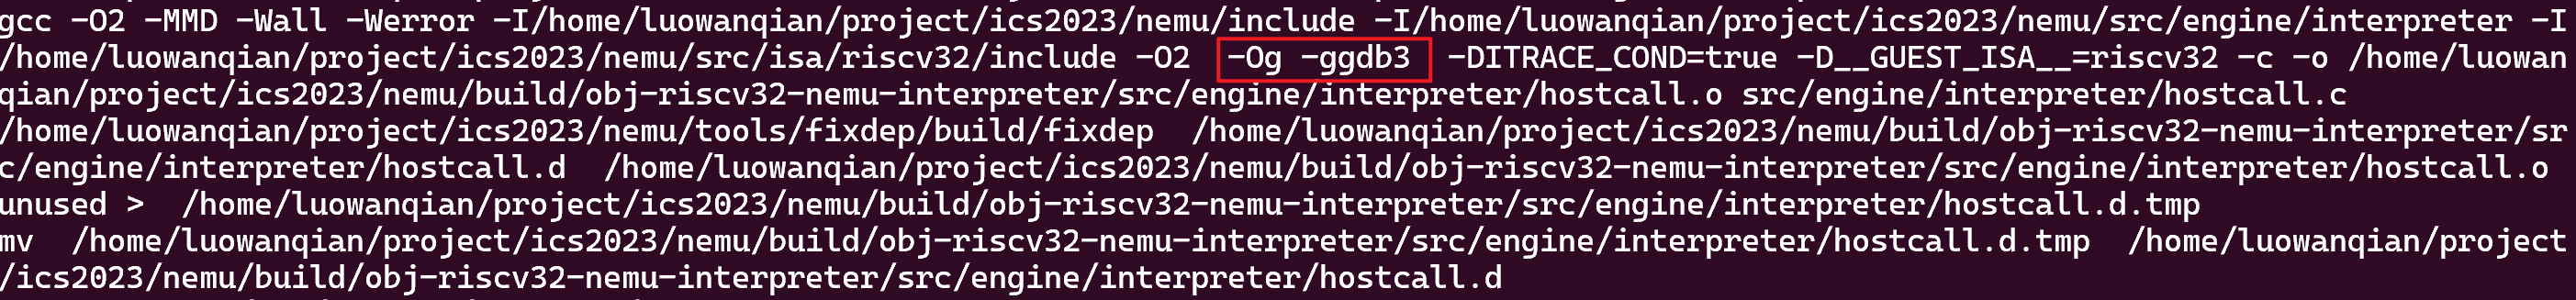 gcc -O2 -MMD -Wall -Werror -I/home/luowanqian/project/ics2023/nemu/include -I/home/luowanqian/project/ics2023/nemu/src/engine/interpreter -I
/home/luowanqian/project/ics2023/nemu/src/isa/riscv32/include -O2  -Og -ggdb3  -DITRACE_COND=true -D__GUEST_ISA__=riscv32 -c -o /home/luowan
qian/project/ics2023/nemu/build/obj-riscv32-nemu-interpreter/src/engine/interpreter/hostcall.o src/engine/interpreter/hostcall.c
/home/luowanqian/project/ics2023/nemu/tools/fixdep/build/fixdep  /home/luowanqian/project/ics2023/nemu/build/obj-riscv32-nemu-interpreter/sr
c/engine/interpreter/hostcall.d  /home/luowanqian/project/ics2023/nemu/build/obj-riscv32-nemu-interpreter/src/engine/interpreter/hostcall.o
unused >  /home/luowanqian/project/ics2023/nemu/build/obj-riscv32-nemu-interpreter/src/engine/interpreter/hostcall.d.tmp
mv  /home/luowanqian/project/ics2023/nemu/build/obj-riscv32-nemu-interpreter/src/engine/interpreter/hostcall.d.tmp  /home/luowanqian/project
/ics2023/nemu/build/obj-riscv32-nemu-interpreter/src/engine/interpreter/hostcall.d